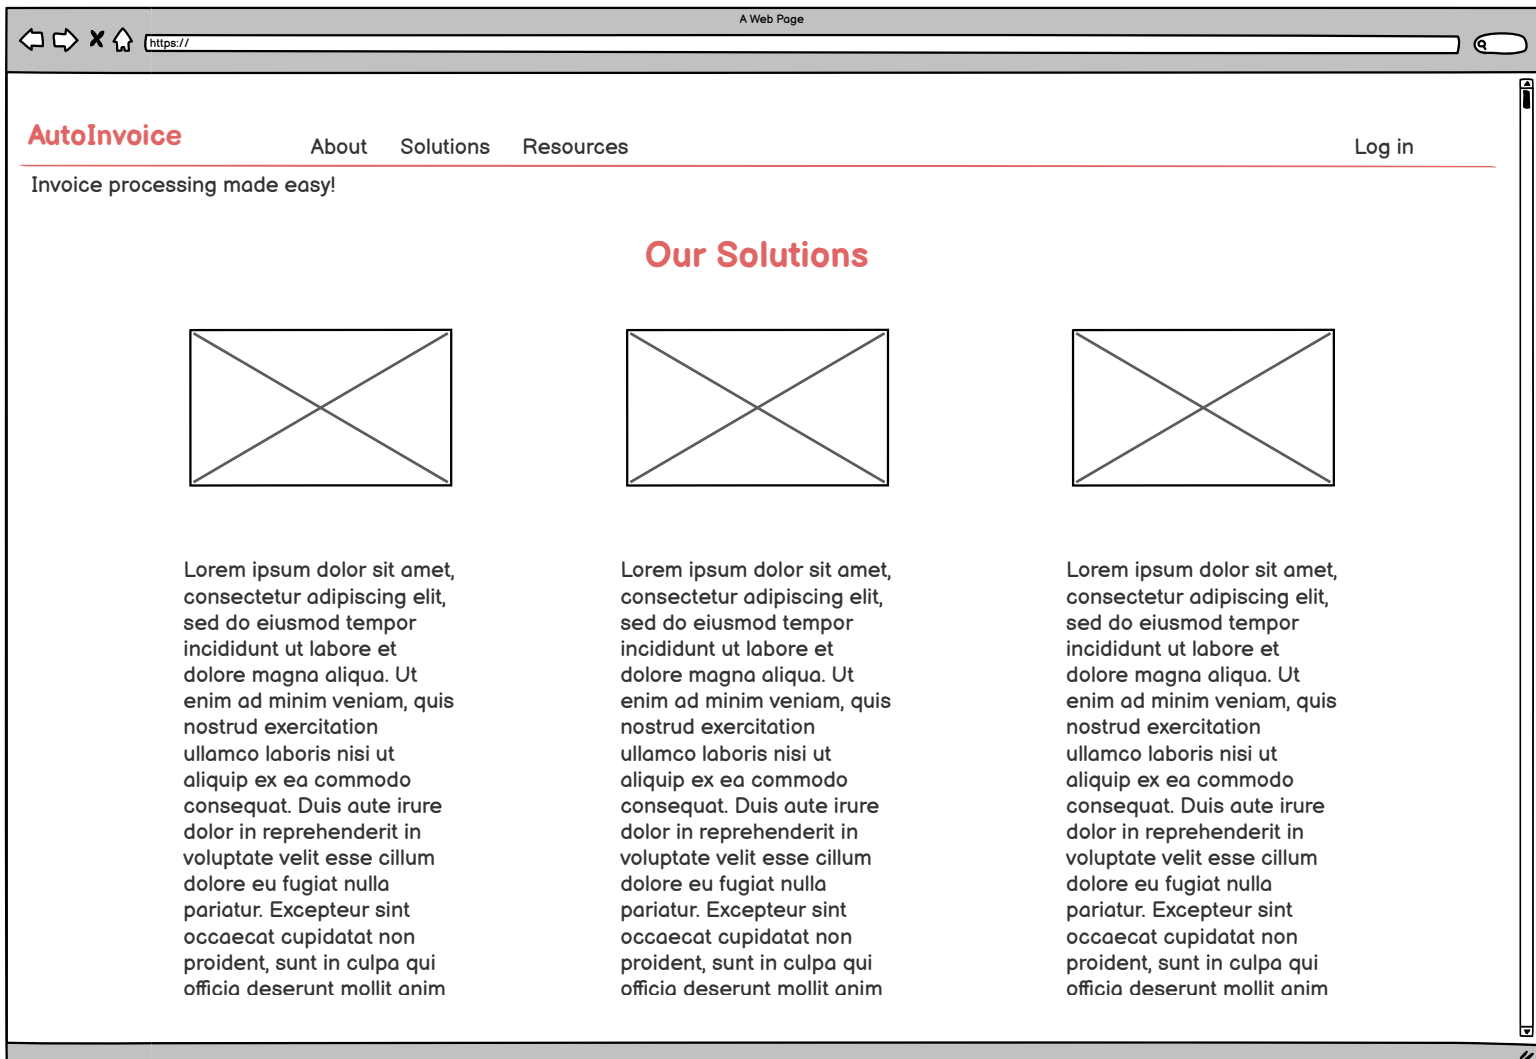 A Web Page
https://
AutoInvoice
About Solutions Resources Log in
Invoice processing made easy!
Our Solutions
Lorem ipsum dolor sit amet,
consectetur adipiscing elit,
sed do eiusmod tempor
incididunt ut labore et
dolore magna aliqua. Ut
enim ad minim veniam, quis
nostrud exercitation
ullamco laboris nisi ut
aliquip ex ea commodo
consequat. Duis aute irure
dolor in reprehenderit in
voluptate velit esse cillum
dolore eu fugiat nulla
pariatur. Excepteur sint
occaecat cupidatat non
proident, sunt in culpa qui
officia deserunt mollit anim
Lorem ipsum dolor sit amet,
consectetur adipiscing elit,
sed do eiusmod tempor
incididunt ut labore et
dolore magna aliqua. Ut
enim ad minim veniam, quis
nostrud exercitation
ullamco laboris nisi ut
aliquip ex ea commodo
consequat. Duis aute irure
dolor in reprehenderit in
voluptate velit esse cillum
dolore eu fugiat nulla
pariatur. Excepteur sint
occaecat cupidatat non
proident, sunt in culpa qui
officia deserunt mollit anim
Lorem ipsum dolor sit amet,
consectetur adipiscing elit,
sed do eiusmod tempor
incididunt ut labore et
dolore magna aliqua. Ut
enim ad minim veniam, quis
nostrud exercitation
ullamco laboris nisi ut
aliquip ex ea commodo
consequat. Duis aute irure
dolor in reprehenderit in
voluptate velit esse cillum
dolore eu fugiat nulla
pariatur. Excepteur sint
occaecat cupidatat non
proident, sunt in culpa qui
officia deserunt mollit anim